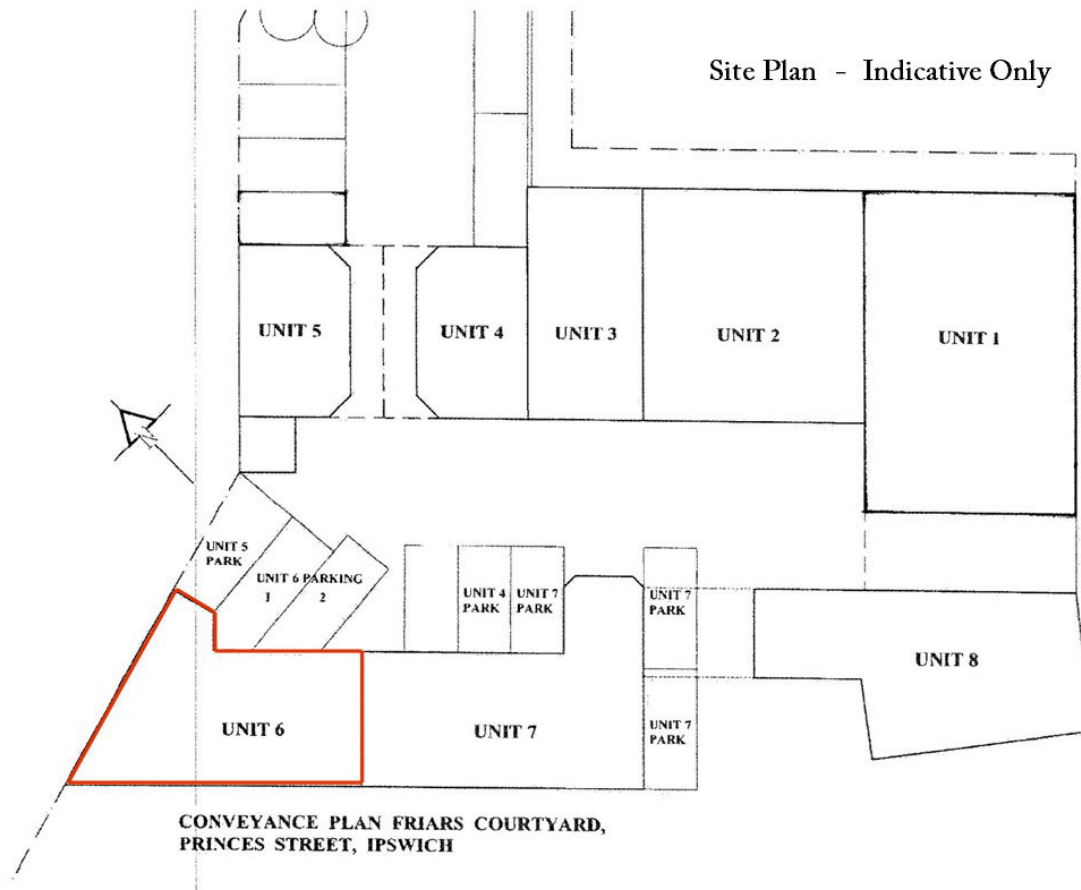 Site Plan - Indicative Only
UNIT 5
UNIT 4
UNIT 3
UNIT 2
UNIT 1
N
UNIT 5
PARK
UNIT 6 PARKING
1 2
UNIT 4
PARK
UNIT 7
PARK
UNIT 7
PARK
UNIT 8
UNIT 6
UNIT 7
UNIT 7
PARK
CONVEYANCE PLAN FRIARS COURTYARD,
PRINCES STREET, IPSWICH